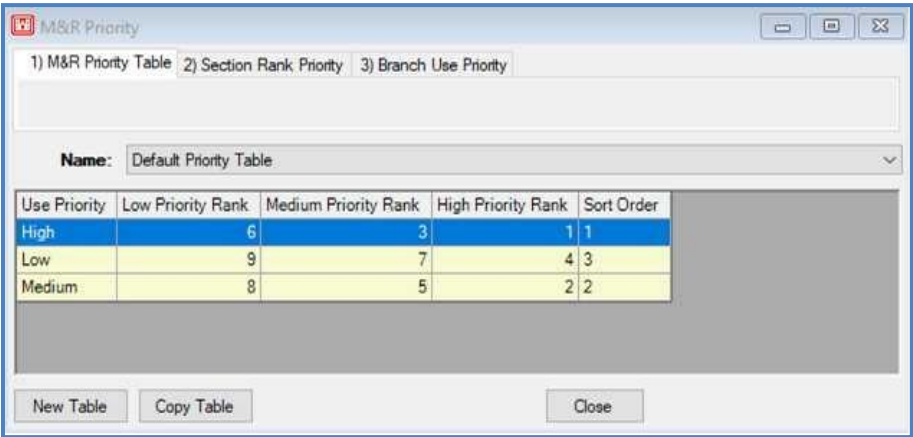 M&R Priority
1) M&R Priority Table 2) Section Rank Priority 3) Branch Use Priority
Name: Default Priority Table
Use Priority Low Priority Rank Medium Priority Rank High Priority Rank Sort Order
High 6 3 1 1
Low 9 7 4 3
Medium 8 5 2 2
New Table Copy Table Close